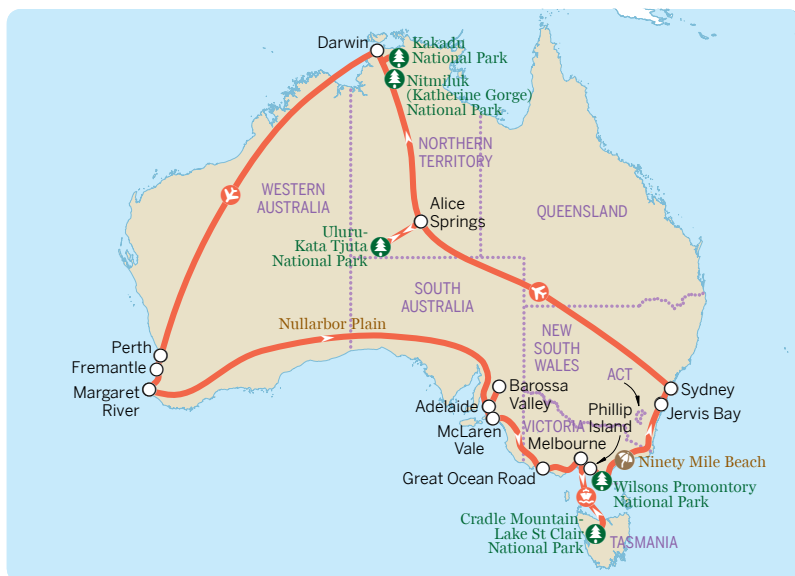 Darwin
Kakadu
National Park
Nitmiluk
(Katherine Gorge)
National Park
NORTHERN
TERRITORY
WESTERN
AUSTRALIA
Alice
Springs
QUEENSLAND
Uluru-
Kata Tjuta
National Park
SOUTH
AUSTRALIA
Nullarbor Plain
NEW
SOUTH
WALES
Perth
Fremantle
Margaret
River
ACT
Barossa
Valley
Sydney
Adelaide
Jervis Bay
Phillip
Island
McLaren
Vale
VICTORIA
Melbourne
Great Ocean Road
Ninety Mile Beach
Wilsons Promontory
National Park
Cradle Mountain-
Lake St Clair
National Park
TASMANIA